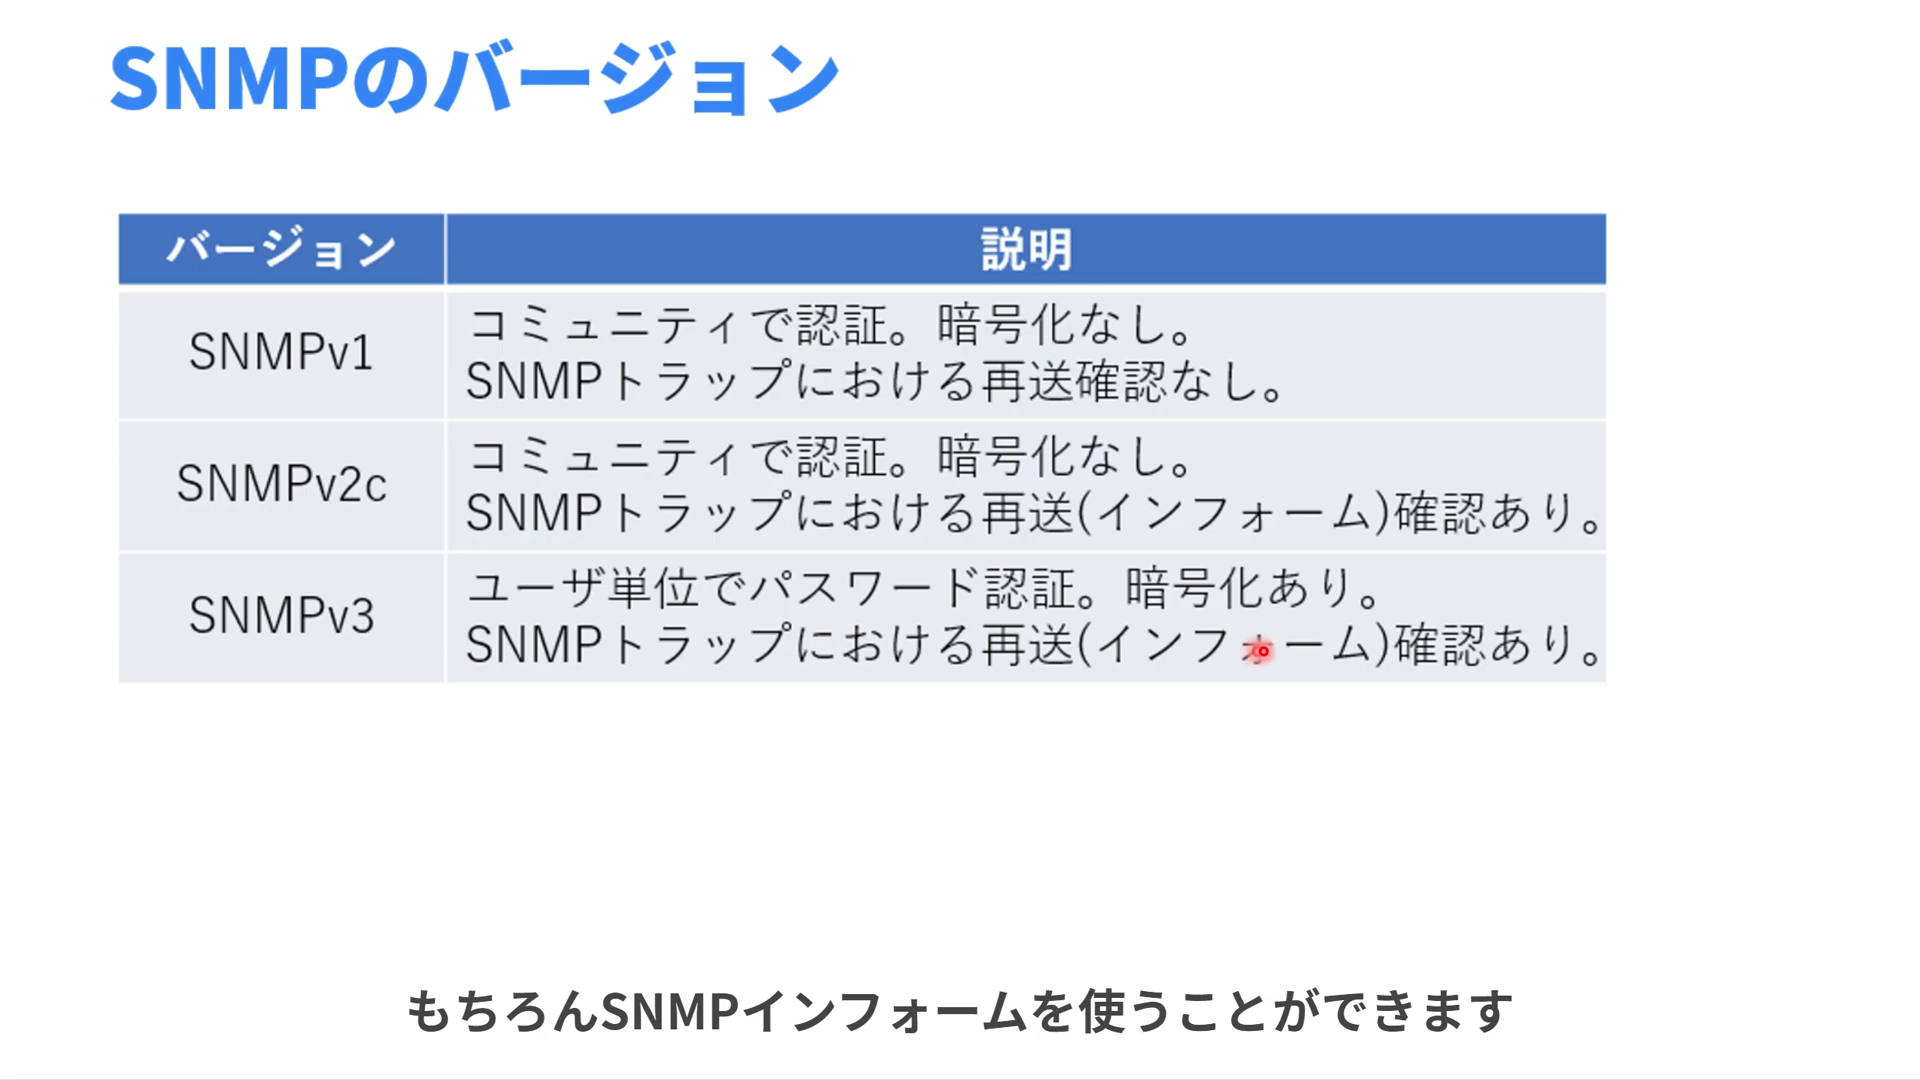 SNMPのバージョン
バージョン
説明
SNMPv1
コミュニティで認証。暗号化なし。
SNMPトラップにおける再送確認なし。
SNMPv2c
コミュニティで認証。暗号化なし。
SNMPトラップにおける再送(インフォーム)確認あり。
SNMPv3
ユーザ単位でパスワード認証。暗号化あり。
SNMPトラップにおける再送(インフォーム)確認あり。
もちろんSNMPインフォームを使うことができます